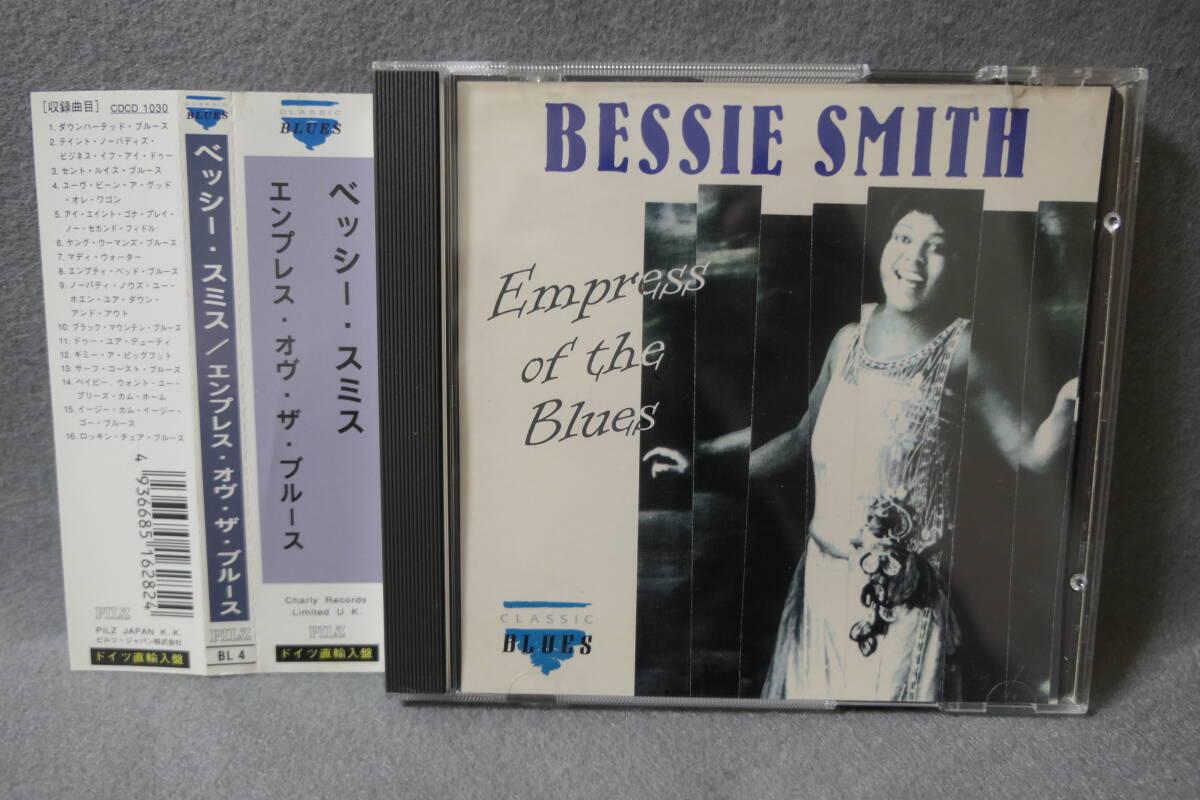 [収録曲目] CDCD 1030
1. ダウンハーテッド・ブルース
2. テイント・ノーバディズ・
ビジネス・イフ・アイ・ドゥー
3. セント・ルイス・ブルース
4. ユーヴ・ビーン・ア・グッド
・オレ・ワゴン
5. アイ・エイント・ゴナ・プレイ・
ノー・セカンド・フィドル
6. ヤング・ウーマンズ・ブルース
7. マディ・ウォーター
8. エンプティ・ベッド・ブルース
9. ノーバディ・ノウズ・ユー・
ホエン・ユア・ダウン・
アンド・アウト
10. ブラック・マウンテン・ブルース
11. ドゥー・ユア・デューティ
12. ギミー・ア・ピッグフット
13. サーフ・コースト・ブルース
14. ベイビー、ウォント・ユー・
プリーズ・カム・ホーム
15. イージー・カム・イージー・
ゴー・ブルース
16. ロッキン・チェア・ブルース
4936685162824
PILZ
PILZ JAPAN K.K.
ピルツ・ジャパン株式会社
ドイツ直輸入盤
CLASSIC
BLUES
ベッシー・スミス/エンプレス・オヴ・ザ・ブルース
PILZ
BL 4
CLASSIC
BLUES
ベッシー・スミス
エンプレス・オヴ・ザ・ブルース
Charly Records
Limited U. K.
PILZ
ドイツ直輸入盤
BESSIE SMITH
Empress
of the
Blues
CLASSIC
BLUES